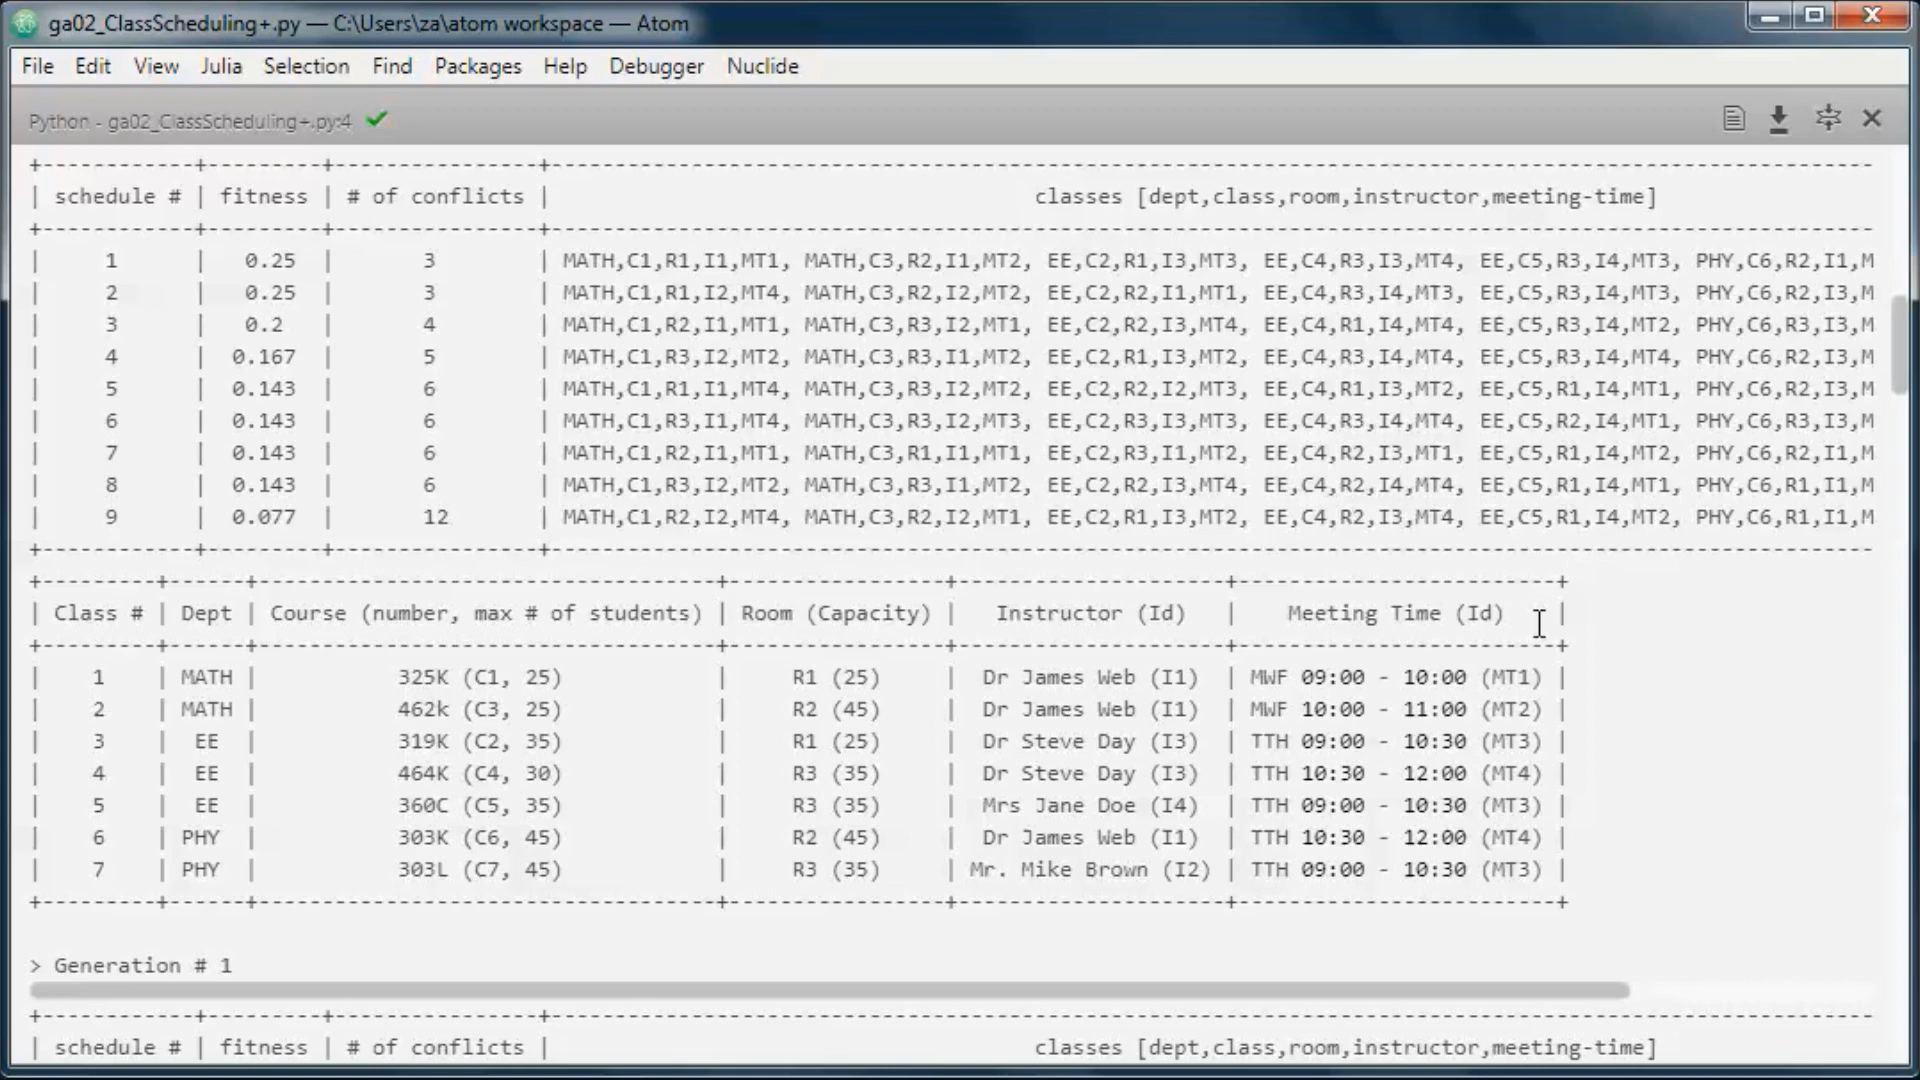 ga02_ClassScheduling+.py — C:\Users\za\atom workspace — Atom
File Edit View Julia Selection Find Packages Help Debugger Nuclide
Python - ga02_ClassScheduling+.py:4
| schedule # | fitness | # of conflicts | classes [dept,class,room,instructor,meeting-time]
| 1 | 0.25 | 3 | MATH,C1,R1,I1,MT1, MATH,C3,R2,I1,MT2, EE,C2,R1,I3,MT3, EE,C4,R3,I3,MT4, EE,C5,R3,I4,MT3, PHY,C6,R2,I1,M
| 2 | 0.25 | 3 | MATH,C1,R1,I2,MT4, MATH,C3,R2,I2,MT2, EE,C2,R2,I1,MT1, EE,C4,R3,I4,MT3, EE,C5,R3,I4,MT3, PHY,C6,R2,I3,M
| 3 | 0.2 | 4 | MATH,C1,R2,I1,MT1, MATH,C3,R3,I2,MT1, EE,C2,R2,I3,MT4, EE,C4,R1,I4,MT4, EE,C5,R3,I4,MT2, PHY,C6,R3,I3,M
| 4 | 0.167 | 5 | MATH,C1,R3,I2,MT2, MATH,C3,R3,I1,MT2, EE,C2,R1,I3,MT2, EE,C4,R3,I4,MT4, EE,C5,R3,I4,MT4, PHY,C6,R2,I3,M
| 5 | 0.143 | 6 | MATH,C1,R1,I1,MT4, MATH,C3,R3,I2,MT2, EE,C2,R2,I2,MT3, EE,C4,R1,I3,MT2, EE,C5,R1,I4,MT1, PHY,C6,R2,I3,M
| 6 | 0.143 | 6 | MATH,C1,R3,I1,MT4, MATH,C3,R3,I2,MT3, EE,C2,R3,I3,MT1, EE,C4,R3,I4,MT4, EE,C5,R2,I4,MT1, PHY,C6,R3,I3,M
| 7 | 0.143 | 6 | MATH,C1,R2,I1,MT1, MATH,C3,R1,I1,MT1, EE,C2,R3,I1,MT2, EE,C4,R2,I3,MT1, EE,C5,R1,I4,MT2, PHY,C6,R2,I1,M
| 8 | 0.143 | 6 | MATH,C1,R3,I2,MT2, MATH,C3,R3,I1,MT2, EE,C2,R2,I3,MT4, EE,C4,R2,I4,MT4, EE,C5,R1,I4,MT1, PHY,C6,R1,I1,M
| 9 | 0.077 | 12 | MATH,C1,R2,I2,MT4, MATH,C3,R2,I2,MT1, EE,C2,R1,I3,MT2, EE,C4,R2,I3,MT4, EE,C5,R1,I4,MT2, PHY,C6,R1,I1,M
| Class # | Dept | Course (number, max # of students) | Room (Capacity) | Instructor (Id) | Meeting Time (Id) |
| 1 | MATH | 325K (C1, 25) | R1 (25) | Dr James Web (I1) | MWF 09:00 - 10:00 (MT1) |
| 2 | MATH | 462k (C3, 25) | R2 (45) | Dr James Web (I1) | MWF 10:00 - 11:00 (MT2) |
| 3 | EE | 319K (C2, 35) | R1 (25) | Dr Steve Day (I3) | TTH 09:00 - 10:30 (MT3) |
| 4 | EE | 464K (C4, 30) | R3 (35) | Dr Steve Day (I3) | TTH 10:30 - 12:00 (MT4) |
| 5 | EE | 360C (C5, 35) | R3 (35) | Mrs Jane Doe (I4) | TTH 09:00 - 10:30 (MT3) |
| 6 | PHY | 303K (C6, 45) | R2 (45) | Dr James Web (I1) | TTH 10:30 - 12:00 (MT4) |
| 7 | PHY | 303L (C7, 45) | R3 (35) | Mr. Mike Brown (I2) | TTH 09:00 - 10:30 (MT3) |
> Generation # 1
| schedule # | fitness | # of conflicts | classes [dept,class,room,instructor,meeting-time]